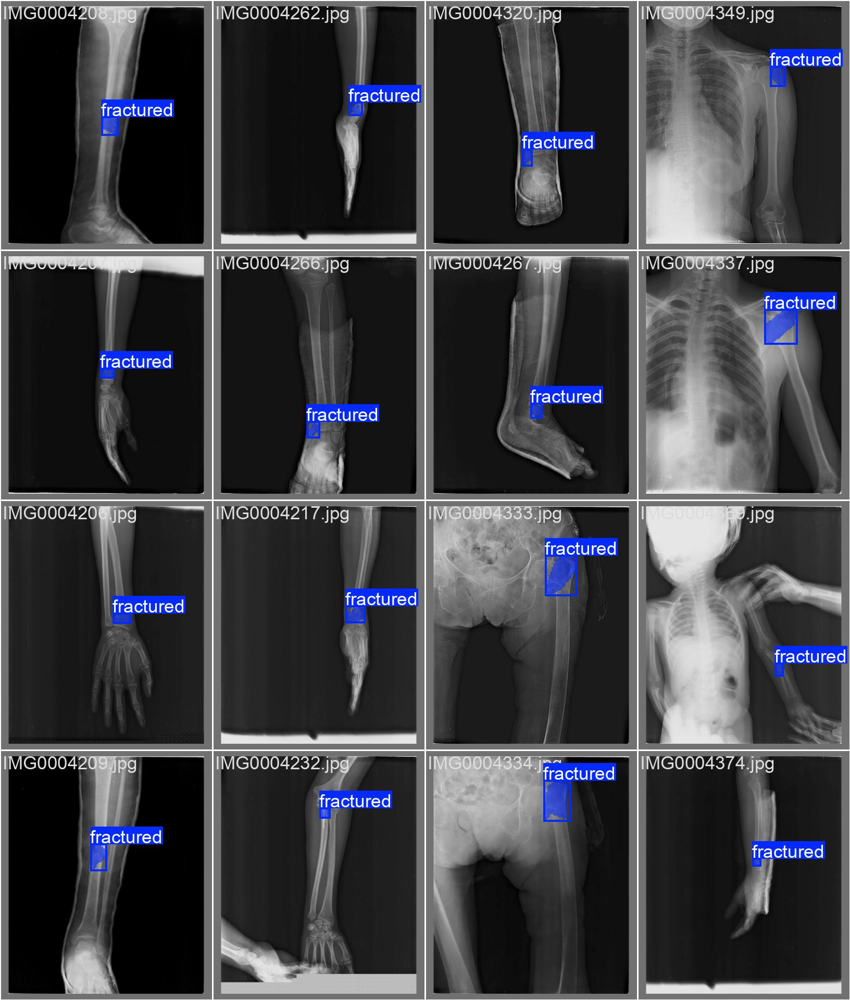 IMG0004208.jpg
fractured
IMG0004262.jpg
fractured
IMG0004320.jpg
fractured
IMG0004349.jpg
fractured
IMG0004207.jpg
fractured
IMG0004266.jpg
fractured
IMG0004267.jpg
fractured
IMG0004337.jpg
fractured
IMG0004206.jpg
fractured
IMG0004217.jpg
fractured
IMG0004333.jpg
fractured
IMG0004369.jpg
fractured
IMG0004209.jpg
fractured
IMG0004232.jpg
fractured
IMG0004334.jpg
fractured
IMG0004374.jpg
fractured